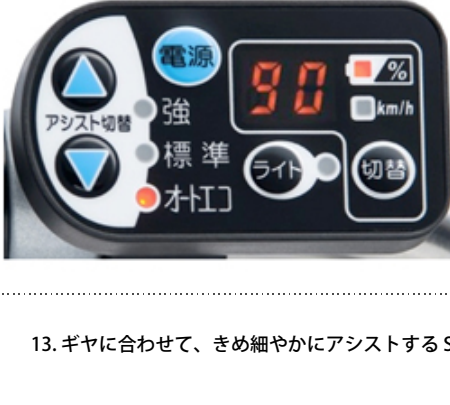 電源
90
%
km/h
アシスト切替
強
標準
オートエコ
ライト
切替
13. ギヤに合わせて、きめ細やかにアシストする S